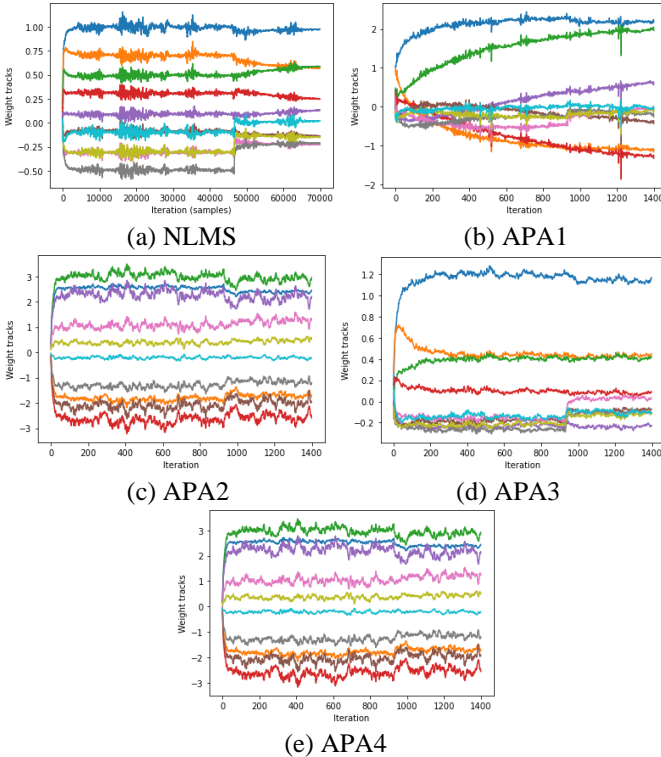 1.00
0.75
0.50
0.25
0.00
−0.25
−0.50
Weight tracks
0 10000 20000 30000 40000 50000 60000 70000
Iteration (samples)
(a) NLMS
2
1
0
−1
−2
Weight tracks
0 200 400 600 800 1000 1200 1400
Iteration
(b) APA1
3
2
1
0
−1
−2
−3
Weight tracks
0 200 400 600 800 1000 1200 1400
Iteration
(c) APA2
1.2
1.0
0.8
0.6
0.4
0.2
0.0
−0.2
Weight tracks
0 200 400 600 800 1000 1200 1400
Iteration
(d) APA3
3
2
1
0
−1
−2
−3
Weight tracks
0 200 400 600 800 1000 1200 1400
Iteration
(e) APA4